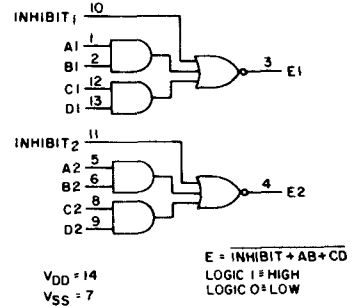 INHIBIT1 10
A1 1
B1 2
3 E1
C1 12
D1 13
INHIBIT2 11
A2 5
B2 6
4 E2
C2 8
D2 9
E = INHIBIT + AB + CD
VDD = 14
LOGIC 1 ≡ HIGH
VSS = 7
LOGIC 0 ≡ LOW